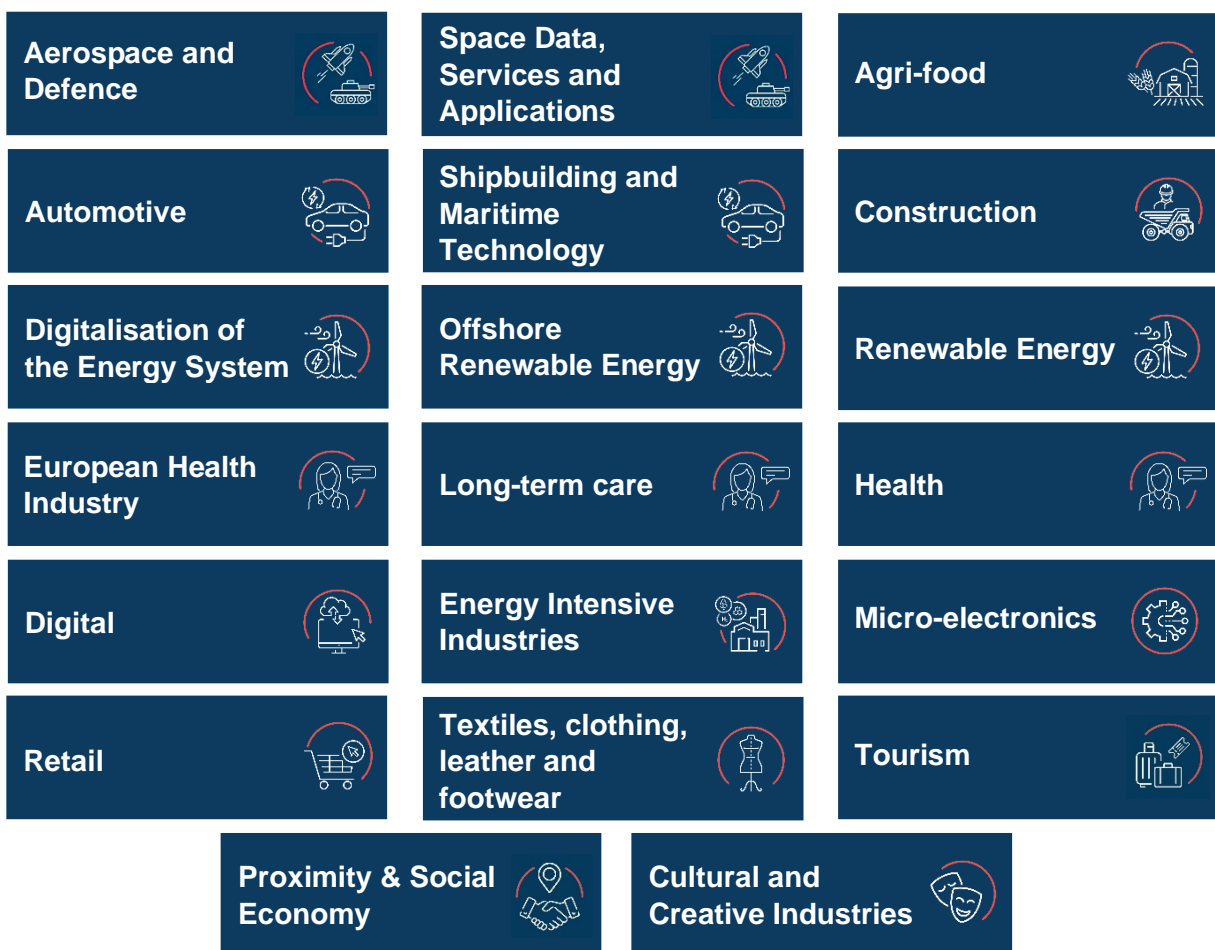 Aerospace and
Defence
Space Data,
Services and
Applications
Agri-food
Automotive
Shipbuilding and
Maritime
Technology
Construction
Digitalisation of
the Energy System
Offshore
Renewable Energy
Renewable Energy
European Health
Industry
Long-term care
Health
Digital
Energy Intensive
Industries
Micro-electronics
Retail
Textiles, clothing,
leather and
footwear
Tourism
Proximity & Social
Economy
Cultural and
Creative Industries